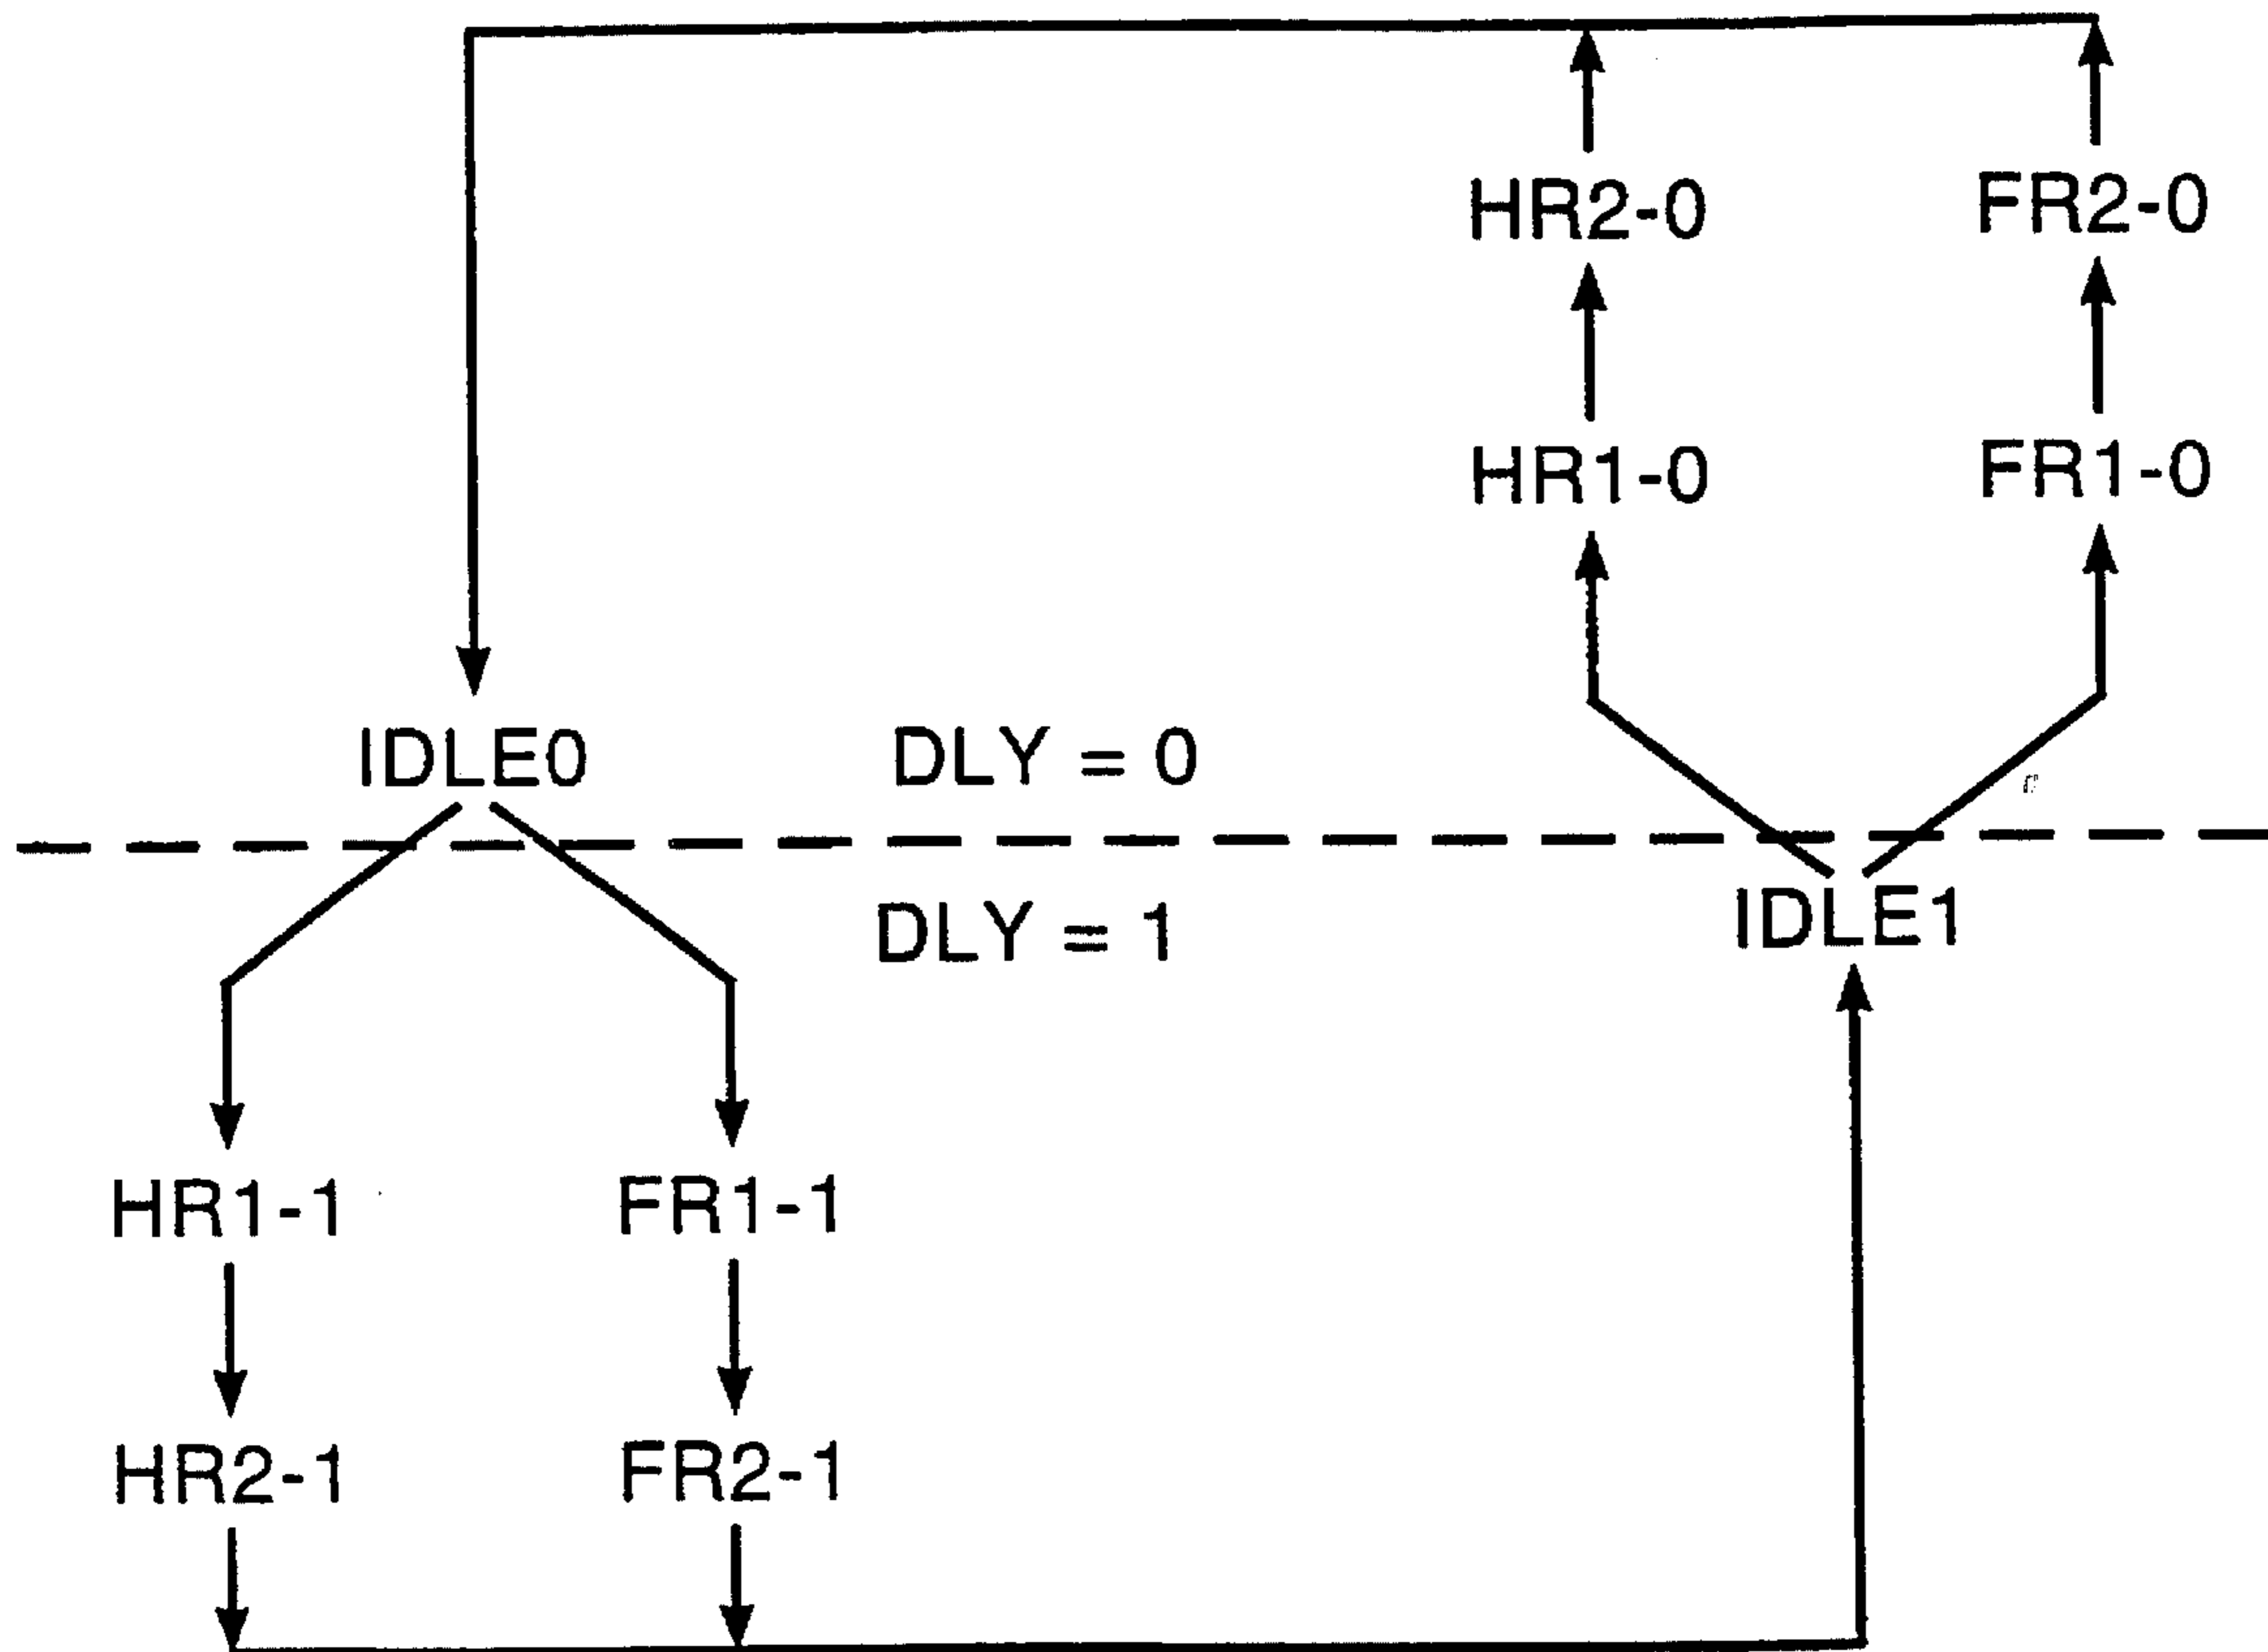 HR2-0 FR2-0
HR1-0 FR1-0
IDLE0 DLY = 0
DLY = 1 IDLE1
HR1-1 FR1-1
HR2-1 FR2-1